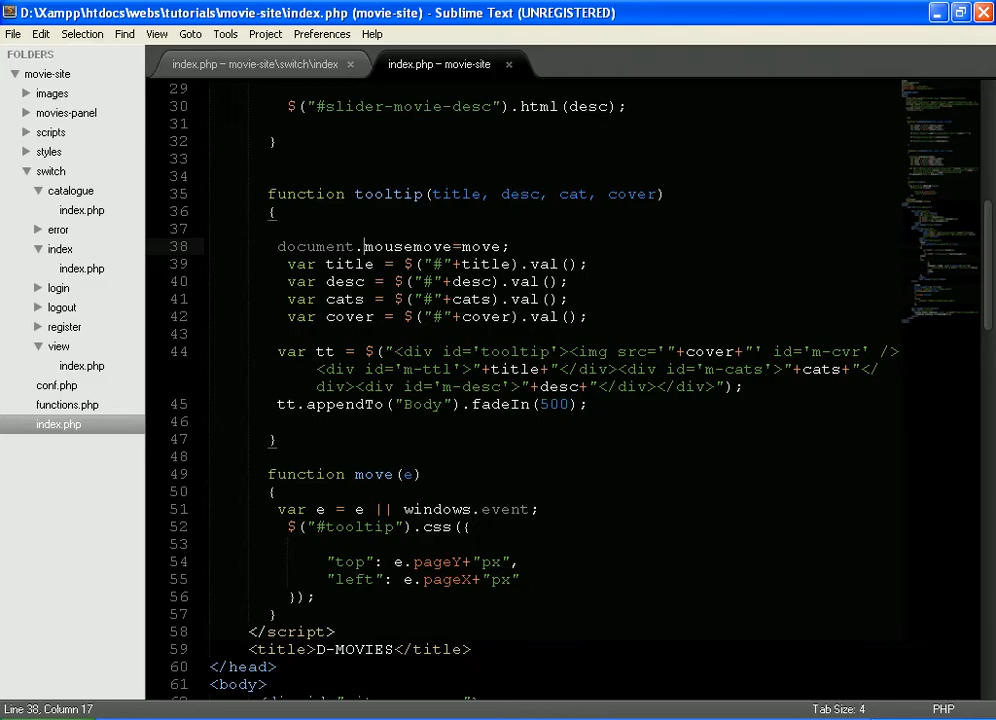 D:\Xampp\htdocs\webs\tutorials\movie-site\index.php (movie-site) - Sublime Text (UNREGISTERED)
File Edit Selection Find View Goto Tools Project Preferences Help
FOLDERS
movie-site
images
movies-panel
scripts
styles
switch
catalogue
index.php
error
index
index.php
login
logout
register
view
index.php
conf.php
functions.php
index.php
index.php — movie-site\switch\index × index.php — movie-site ×
29
30 $("#slider-movie-desc").html(desc);
31
32 }
33
34
35 function tooltip(title, desc, cat, cover)
36 {
37
38 document.mousemove=move;
39 var title = $("#"+title).val();
40 var desc = $("#"+desc).val();
41 var cats = $("#"+cats).val();
42 var cover = $("#"+cover).val();
43
44 var tt = $("<div id='tooltip'><img src='"+cover+"' id='m-cvr' />
<div id='m-ttl'>"+title+"</div><div id='m-cats'>"+cats+"</
div><div id='m-desc'>"+desc+"</div></div>");
45 tt.appendTo("Body").fadeIn(500);
46
47 }
48
49 function move(e)
50 {
51 var e = e || windows.event;
52 $("#tooltip").css({
53
54 "top": e.pageY+"px",
55 "left": e.pageX+"px"
56 });
57 }
58 </script>
59 <title>D-MOVIES</title>
60 </head>
61 <body>
Line 38, Column 17 Tab Size: 4 PHP